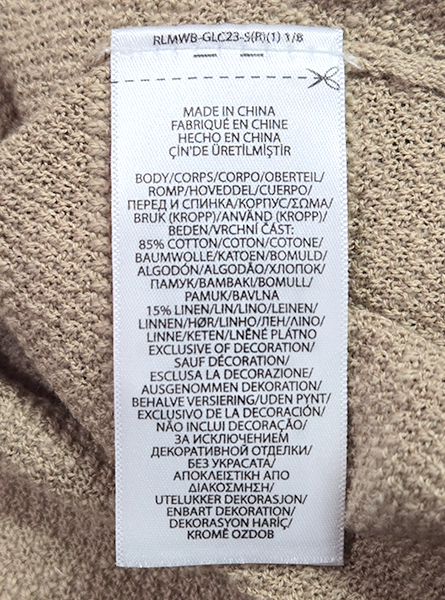 RLMWB-GLC23-S(R)(1) 1/8
MADE IN CHINA
FABRIQUÉ EN CHINE
HECHO EN CHINA
ÇİN'DE ÜRETİLMİŞTİR
BODY/CORPS/CORPO/OBERTEIL/
ROMP/HOVEDDEL/CUERPO/
ПЕРЕД И СПИНКА/КОРПУС/ΣΩΜΑ/
BRUK (KROPP)/ANVÄND (KROPP)/
BEDEN/VRCHNÍ ČÁST:
85% COTTON/COTON/COTONE/
BAUMWOLLE/KATOEN/BOMULD/
ALGODÓN/ALGODÃO/ХЛОПОК/
ПАМУК/ΒΑΜΒΑΚΙ/BOMULL/
PAMUK/BAVLNA
15% LINEN/LIN/LINO/LEINEN/
LINNEN/HØR/LINHO/ЛЕН/ΛΙΝΟ/
LINNE/KETEN/LNĚNÉ PLÁTNO
EXCLUSIVE OF DECORATION/
SAUF DÉCORATION/
ESCLUSA LA DECORAZIONE/
AUSGENOMMEN DEKORATION/
BEHALVE VERSIERING/UDEN PYNT/
EXCLUSIVO DE LA DECORACIÓN/
NÃO INCLUI DECORAÇÃO/
ЗА ИСКЛЮЧЕНИЕМ
ДЕКОРАТИВНОЙ ОТДЕЛКИ/
БЕЗ УКРАСАТА/
ΑΠΟΚΛΕΙΣΤΙΚΗ ΑΠΟ
ΔΙΑΚΟΣΜΗΣΗ/
UTELUKKER DEKORASJON/
ENBART DEKORATION/
DEKORASYON HARİÇ/
KROMĚ OZDOB